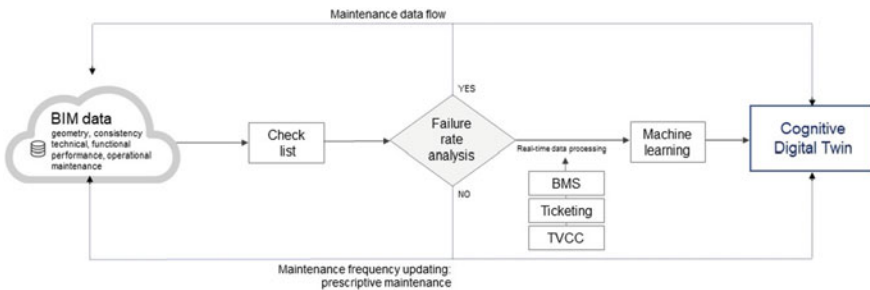 Maintenance data flow
BIM data
geometry, consistency
technical, functional
performance, operational
maintenance
Check
list
YES
Failure
rate
analysis
NO
Real-time data processing
BMS
Ticketing
TVCC
Machine
learning
Cognitive
Digital Twin
Maintenance frequency updating:
prescriptive maintenance